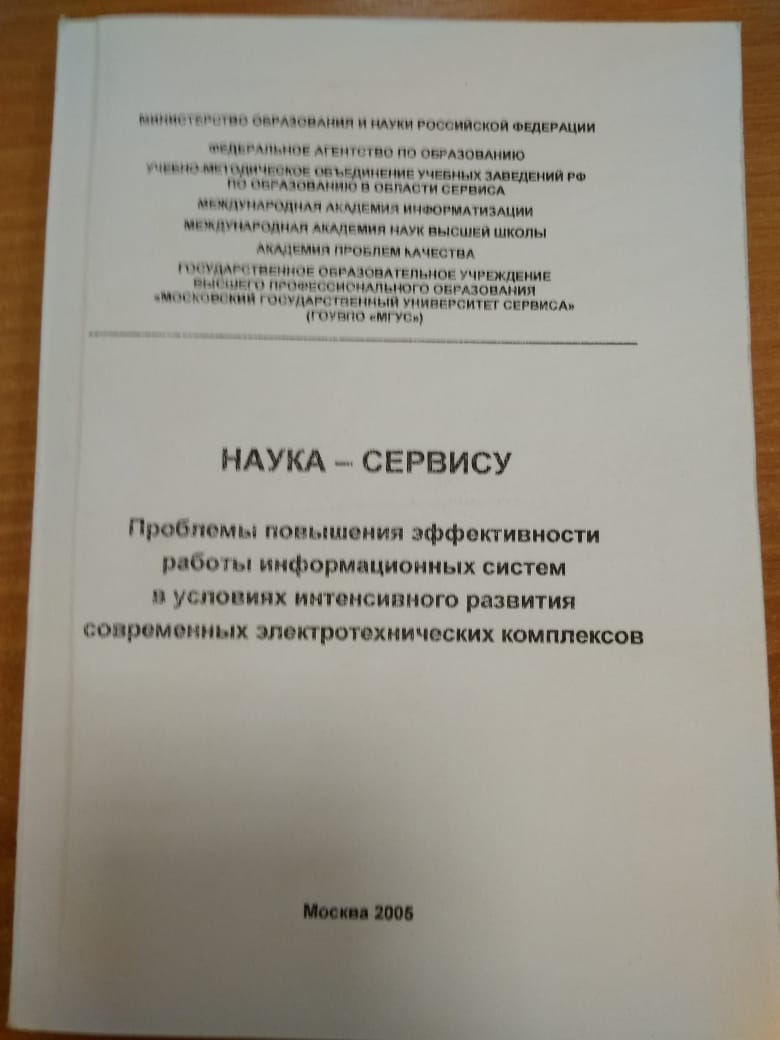 МИНИСТЕРСТВО ОБРАЗОВАНИЯ И НАУКИ РОССИЙСКОЙ ФЕДЕРАЦИИ
ФЕДЕРАЛЬНОЕ АГЕНТСТВО ПО ОБРАЗОВАНИЮ
УЧЕБНО-МЕТОДИЧЕСКОЕ ОБЪЕДИНЕНИЕ УЧЕБНЫХ ЗАВЕДЕНИЙ РФ
ПО ОБРАЗОВАНИЮ В ОБЛАСТИ СЕРВИСА
МЕЖДУНАРОДНАЯ АКАДЕМИЯ ИНФОРМАТИЗАЦИИ
МЕЖДУНАРОДНАЯ АКАДЕМИЯ НАУК ВЫСШЕЙ ШКОЛЫ
АКАДЕМИЯ ПРОБЛЕМ КАЧЕСТВА
ГОСУДАРСТВЕННОЕ ОБРАЗОВАТЕЛЬНОЕ УЧРЕЖДЕНИЕ
ВЫСШЕГО ПРОФЕССИОНАЛЬНОГО ОБРАЗОВАНИЯ
«МОСКОВСКИЙ ГОСУДАРСТВЕННЫЙ УНИВЕРСИТЕТ СЕРВИСА»
(ГОУВПО «МГУС»)
НАУКА – СЕРВИСУ
Проблемы повышения эффективности
работы информационных систем
в условиях интенсивного развития
современных электротехнических комплексов
Москва 2005